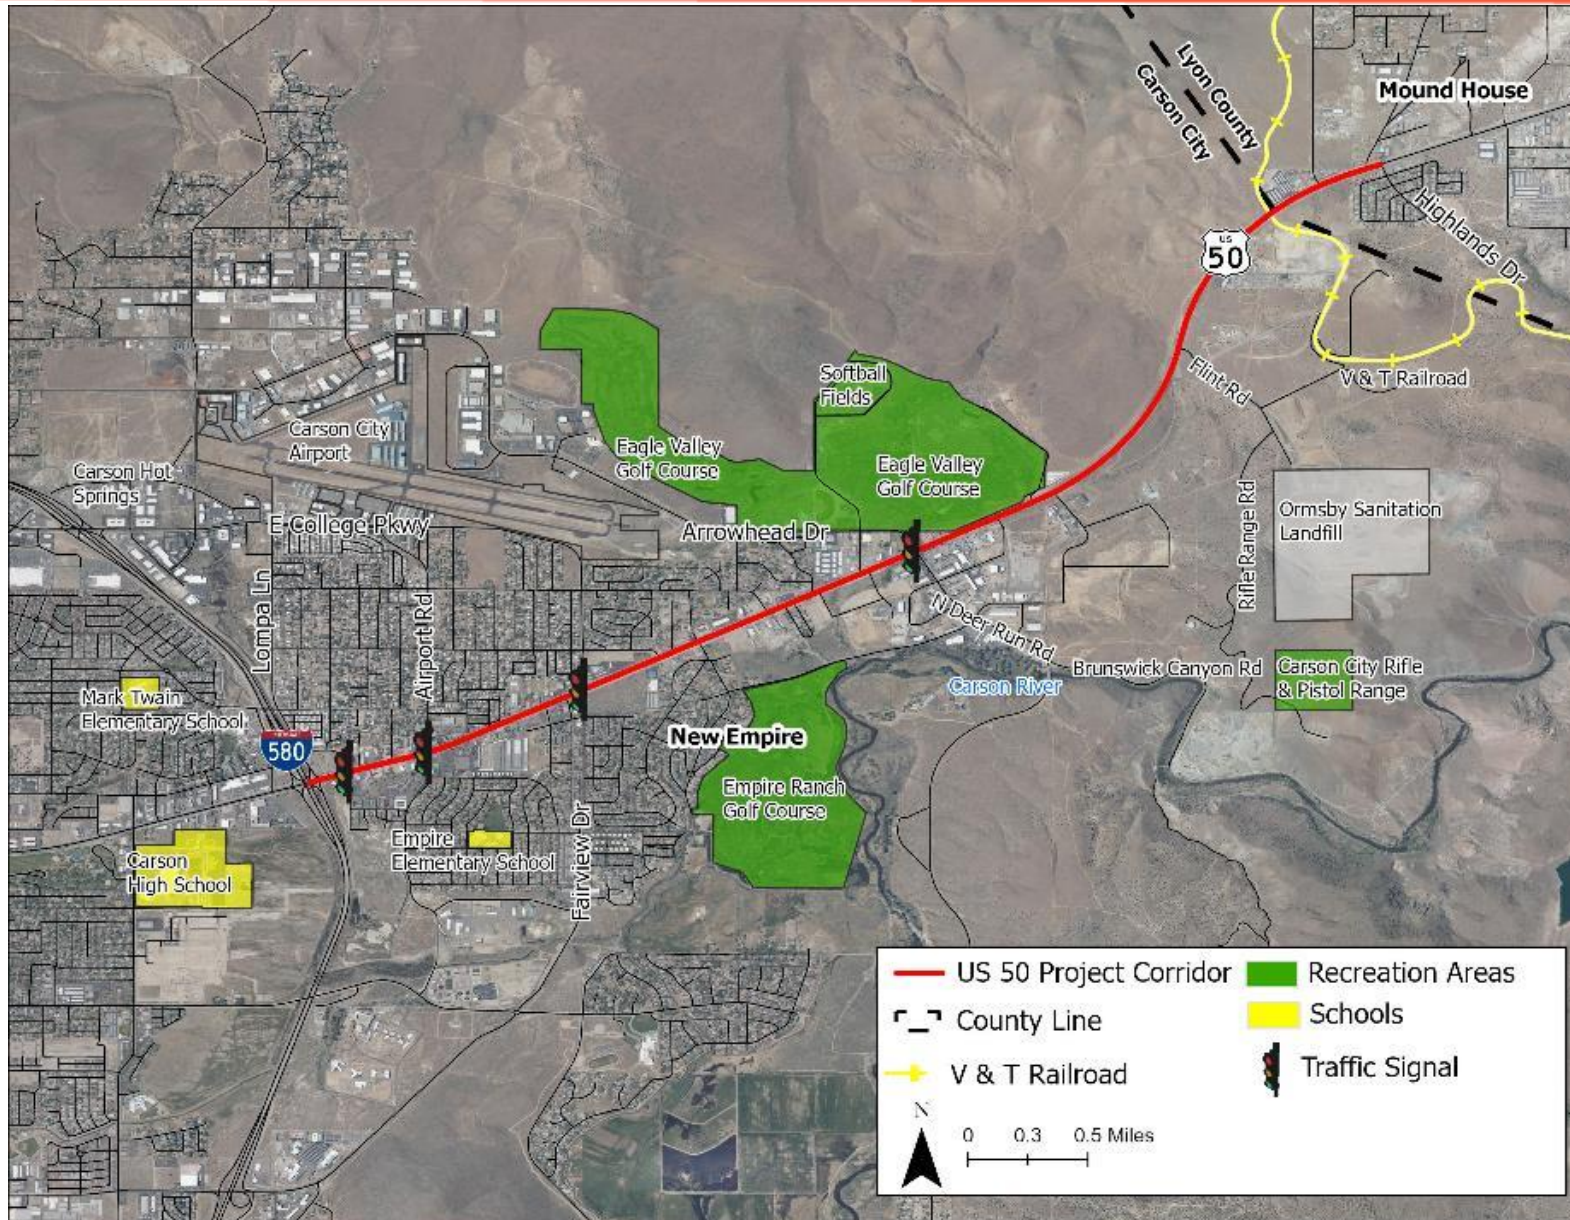 Lyon County
Carson City
Mound House
Highlands Dr
US
50
Softball
Fields
Flint Rd
V & T Railroad
Carson City
Airport
Eagle Valley
Golf Course
Eagle Valley
Golf Course
Carson Hot
Springs
E College Pkwy
Arrowhead Dr
Rifle Range Rd
Ormsby Sanitation
Landfill
Lompa Ln
Airport Rd
N Deer Run Rd
Brunswick Canyon Rd
Carson City Rifle
& Pistol Range
Carson River
Mark Twain
Elementary School
580
New Empire
Empire Ranch
Golf Course
Fairview Dr
Empire
Elementary School
Carson
High School
US 50 Project Corridor
Recreation Areas
County Line
Schools
V & T Railroad
Traffic Signal
N
0 0.3 0.5 Miles